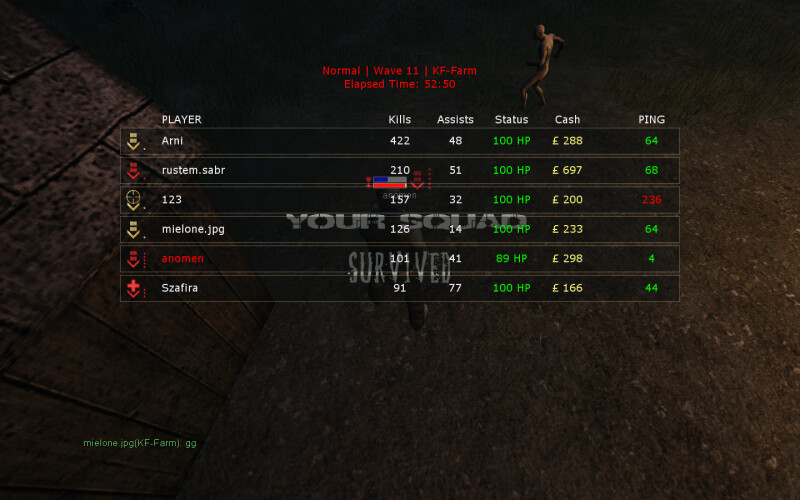 Normal | Wave 11 | KF-Farm
Elapsed Time: 52:50
PLAYER Kills Assists Status Cash PING
Arni 422 48 100 HP £ 288 64
rustem.sabr 210 51 100 HP £ 697 68
anomen
123 157 32 100 HP £ 200 236
YOUR SQUAD
mielone.jpg 126 14 100 HP £ 233 64
SURVIVED
anomen 101 41 89 HP £ 298 4
Szafira 91 77 100 HP £ 166 44
mielone.jpg(KF-Farm): gg